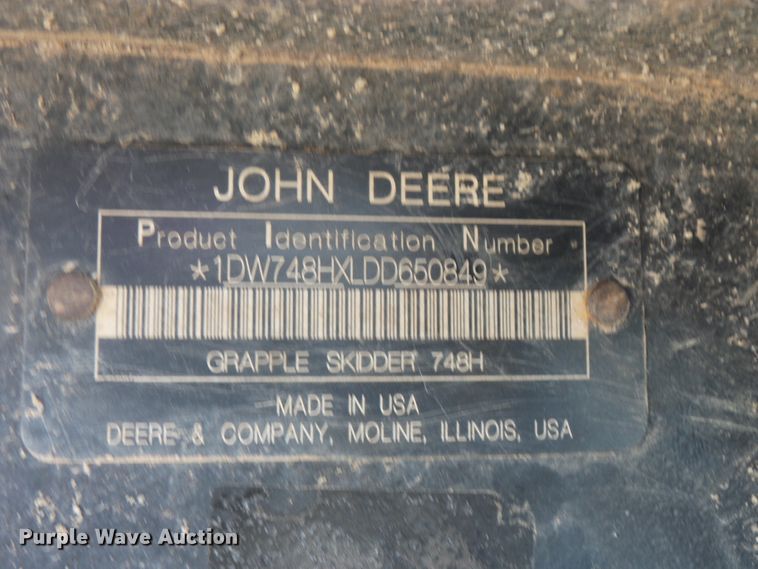 JOHN DEERE
Product Identification Number
*1DW748HXLDD650849*
GRAPPLE SKIDDER 748H
MADE IN USA
DEERE & COMPANY, MOLINE, ILLINOIS, USA
Purple Wave Auction